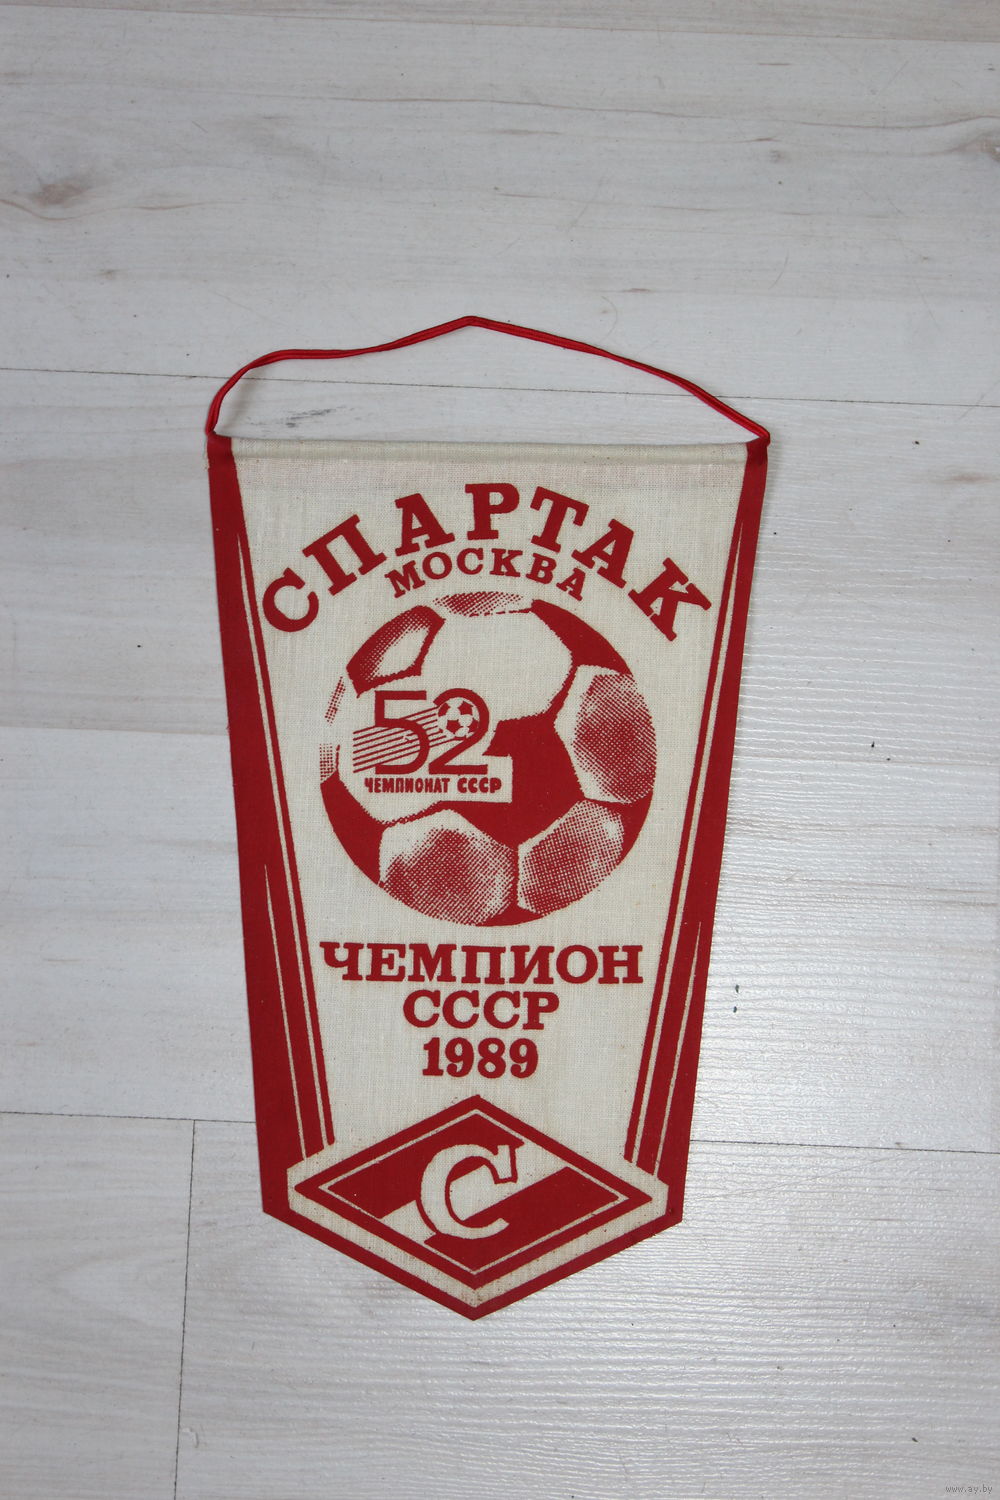 СПАРТАК
МОСКВА
52
ЧЕМПИОНАТ СССР
ЧЕМПИОН
СССР
1989
С
www.ay.by